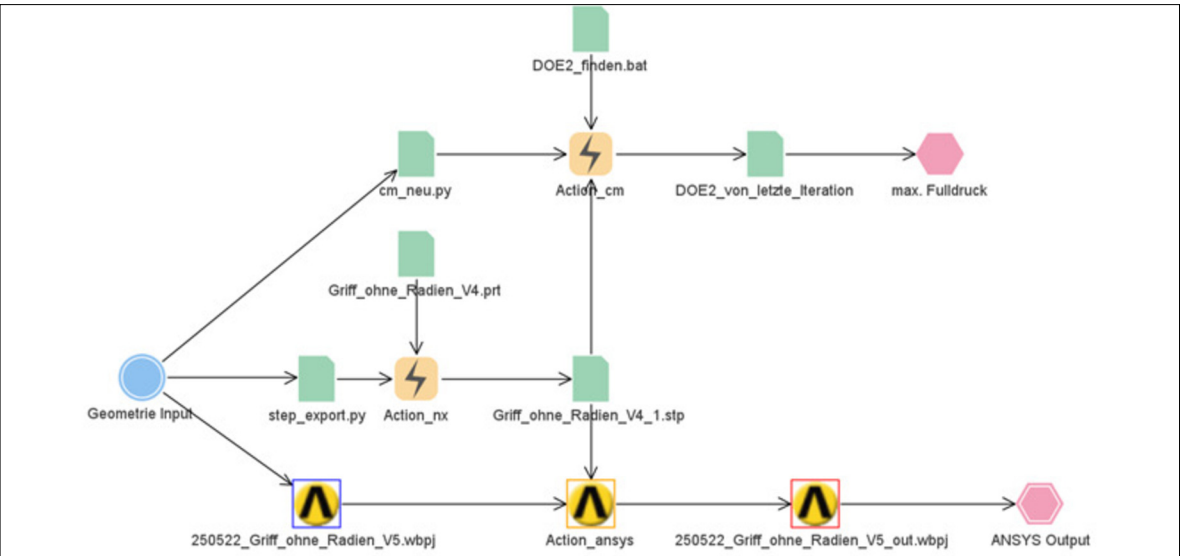 DOE2_finden.bat
cm_neu.py
Action_cm
DOE2_von_letzte_Iteration
max. Fulldruck
Griff_ohne_Radien_V4.prt
Geometrie Input
step_export.py
Action_nx
Griff_ohne_Radien_V4_1.stp
250522_Griff_ohne_Radien_V5.wbpj
Action_ansys
250522_Griff_ohne_Radien_V5_out.wbpj
ANSYS Output